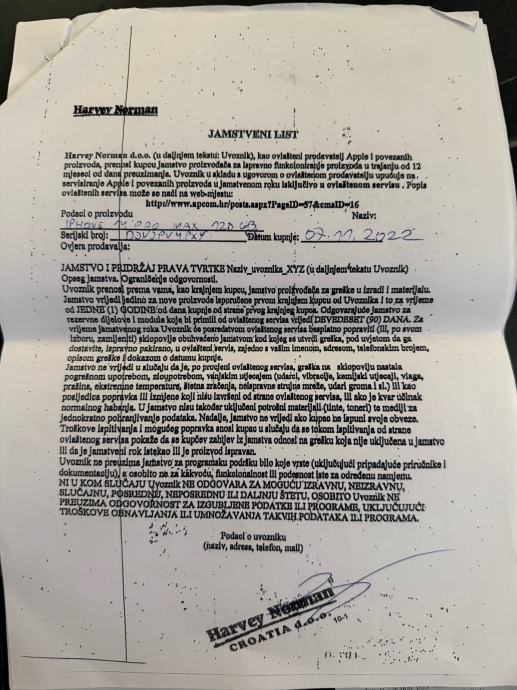 Harvey Norman
JAMSTVENI LIST
Harvey Norman d.o.o. (u daljnjem tekstu: Uvoznik), kao ovlašteni prodavatelj Apple i povezanih
proizvoda, prenosi kupcu jamstvo proizvođača za ispravno funkcioniranje proizvoda u trajanju od 12
mjeseci od dana preuzimanja. Uvoznik u skladu s ugovorom o ovlaštenom prodavatelju upućuje na
servisiranje Apple i povezanih proizvoda u jamstvenom roku isključivo u ovlaštenom servisu. Popis
ovlaštenih servisa može se naći na web-mjestu:
http://www.apcom.hr/posts.aspx?PageID=57&cmsID=16
Podaci o proizvodu Naziv:
IPHONE 14 PRO MAX 128 GB
Serijski broj: Datum kupnje: 07.11.2022
Ovjera prodavatelja:
JAMSTVO I PRIDRŽAJ PRAVA TVRTKE Naziv_uvoznika_XYZ (u daljnjem tekstu Uvoznik)
Opseg jamstva. Ograničenje odgovornosti.
Uvoznik prenosi prema vama, kao krajnjem kupcu, jamstvo proizvođača za greške u izradi i materijalu.
Jamstvo vrijedi jedino za nove proizvode isporučene prvom krajnjem kupcu od Uvoznika i to za vrijeme
od JEDNE (1) GODINE od dana kupnje od strane prvog krajnjeg kupca. Odgovarajuće jamstvo za
rezervne dijelove i module koje bi primili od ovlaštenog servisa vrijedi DEVEDESET (90) DANA. Za
vrijeme jamstvenog roka Uvoznik će posredstvom ovlaštenog servisa besplatno popraviti (ili, po svom
izboru, zamijeniti) sklopovlje obuhvaćeno jamstvom kod kojeg se utvrdi greška, pod uvjetom da ga
dostavite, ispravno pakirano, u ovlašteni servis, zajedno s vašim imenom, adresom, telefonskim brojem,
opisom greške i dokazom o datumu kupnje.
Jamstvo ne vrijedi u slučaju da je, po procjeni ovlaštenog servisa, greška na sklopovlju nastala
pogrešnom upotrebom, zloupotrebom, vanjskim utjecajem (udarci, vibracije, kemijski utjecaji, vlaga,
prašina, ekstremne temperature, štetna zračenja, neispravne strujne mreže, udari groma i sl.) ili kao
posljedica popravka ili izmjene koji nisu izvršeni od strane ovlaštenog servisa, ili ako je kvar učinak
normalnog habanja. U jamstvo nisu također uključeni potrošni materijali (tinte, toneri) te mediji za
jednokratno pohranjivanje podataka. Nadalje, jamstvo ne vrijedi ako kupac ne ispuni svoje obveze.
Troškove ispitivanja i mogućeg popravka snosi kupac u slučaju da se tokom ispitivanja od strane
ovlaštenog servisa pokaže da se kupčev zahtjev iz jamstva odnosi na grešku koja nije uključena u jamstvo
ili da je jamstveni rok istekao ili je proizvod ispravan.
Uvoznik ne preuzima jamstvo za programsku podršku bilo koje vrste (uključujući pripadajuće priručnike i
dokumentaciju), a osobito ne za kakvoću, funkcionalnost ili podesnost iste za određenu namjenu.
NI U KOM SLUČAJU Uvoznik NE ODGOVARA ZA MOGUĆU IZRAVNU, NEIZRAVNU,
SLUČAJNU, POSREDNU, NEPOSREDNU ILI DALJNJU ŠTETU, OSOBITO Uvoznik NE
PREUZIMA ODGOVORNOST ZA IZGUBLJENE PODATKE ILI PROGRAME, UKLJUČUJUĆI
TROŠKOVE OBNAVLJANJA ILI UMNOŽAVANJA TAKVIH PODATAKA ILI PROGRAMA.
Podaci o uvozniku
(naziv, adresa, telefon, mail)
Harvey Norman
CROATIA d.o.o. 10-1